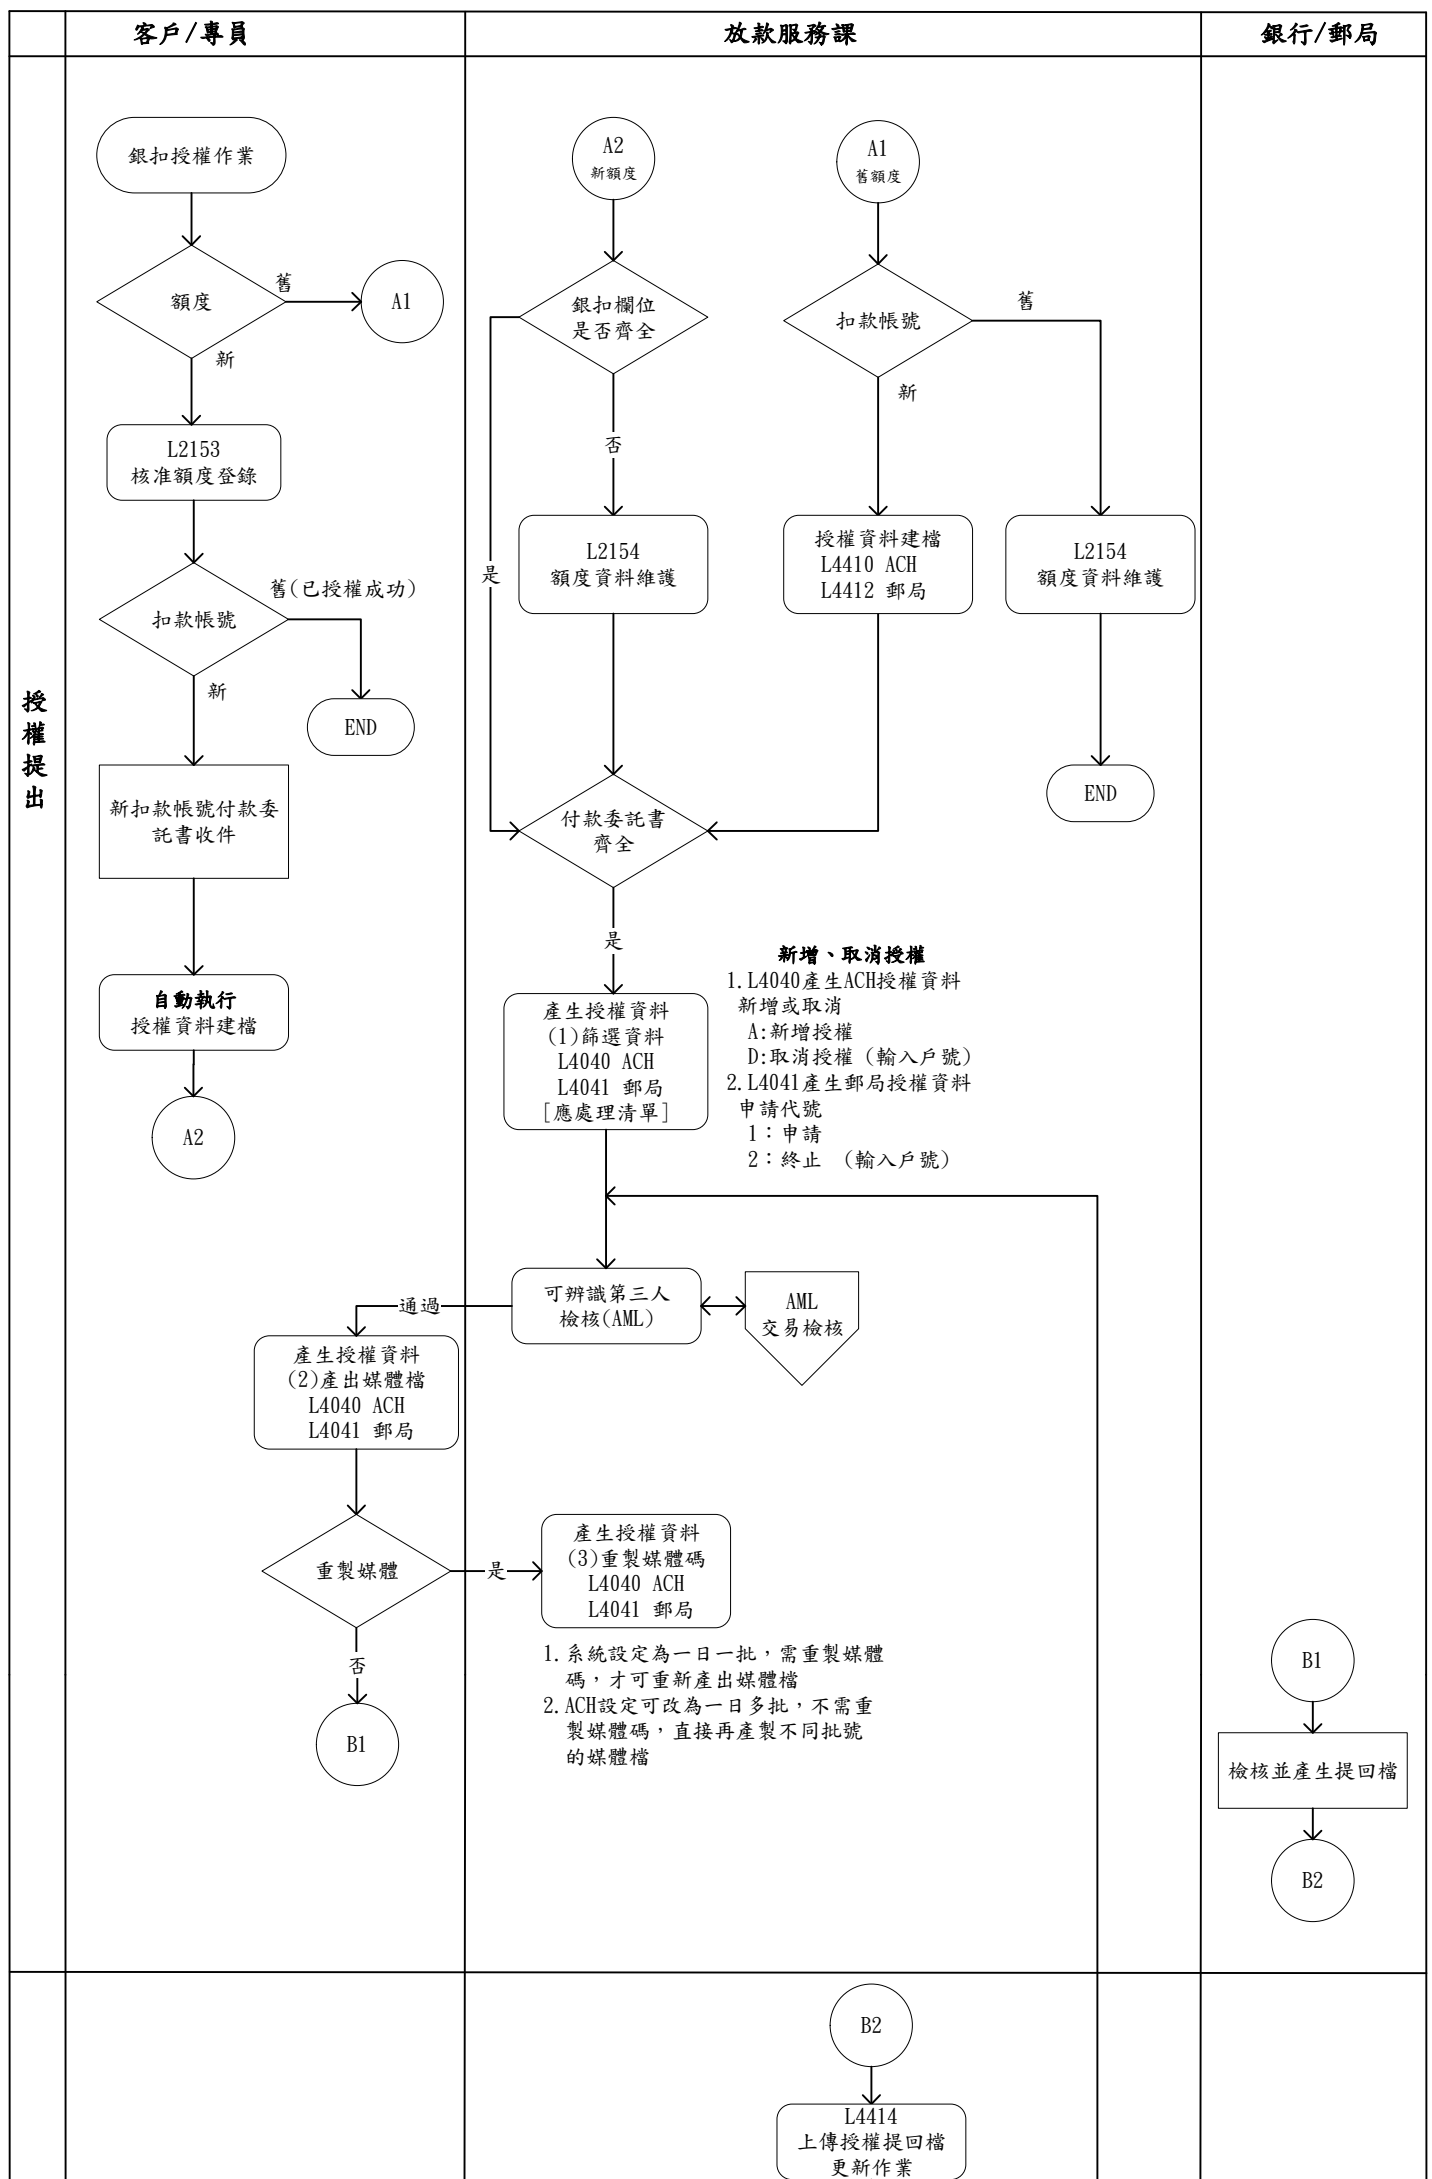 客戶/專員
放款服務課
銀行/郵局
授
權
提
出
銀扣授權作業
額度
舊
A1
新
L2153
核准額度登錄
扣款帳號
舊(已授權成功)
END
新
新扣款帳號付款委
託書收件
自動執行
授權資料建檔
A2
A2
新額度
銀扣欄位
是否齊全
是
否
L2154
額度資料維護
A1
舊額度
扣款帳號
舊
新
授權資料建檔
L4410 ACH
L4412 郵局
L2154
額度資料維護
END
付款委託書
齊全
是
產生授權資料
(1)篩選資料
L4040 ACH
L4041 郵局
[應處理清單]
新增、取消授權
1.L4040產生ACH授權資料
新增或取消
A:新增授權
D:取消授權（輸入戶號）
2.L4041產生郵局授權資料
申請代號
1：申請
2：終止 （輸入戶號）
可辨識第三人
檢核(AML)
AML
交易檢核
通過
產生授權資料
(2)產出媒體檔
L4040 ACH
L4041 郵局
重製媒體
是
產生授權資料
(3)重製媒體碼
L4040 ACH
L4041 郵局
否
B1
1.系統設定為一日一批，需重製媒體
碼，才可重新產出媒體檔
2.ACH設定可改為一日多批，不需重
製媒體碼，直接再產製不同批號
的媒體檔
B1
檢核並產生提回檔
B2
B2
L4414
上傳授權提回檔
更新作業